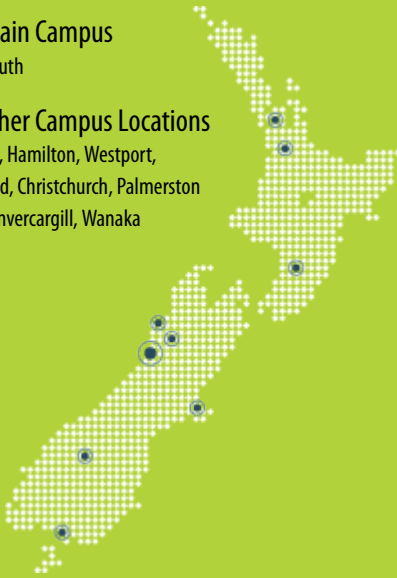 ain Campus
uth
her Campus Locations
, Hamilton, Westport,
d, Christchurch, Palmerston
nvercargill, Wanaka